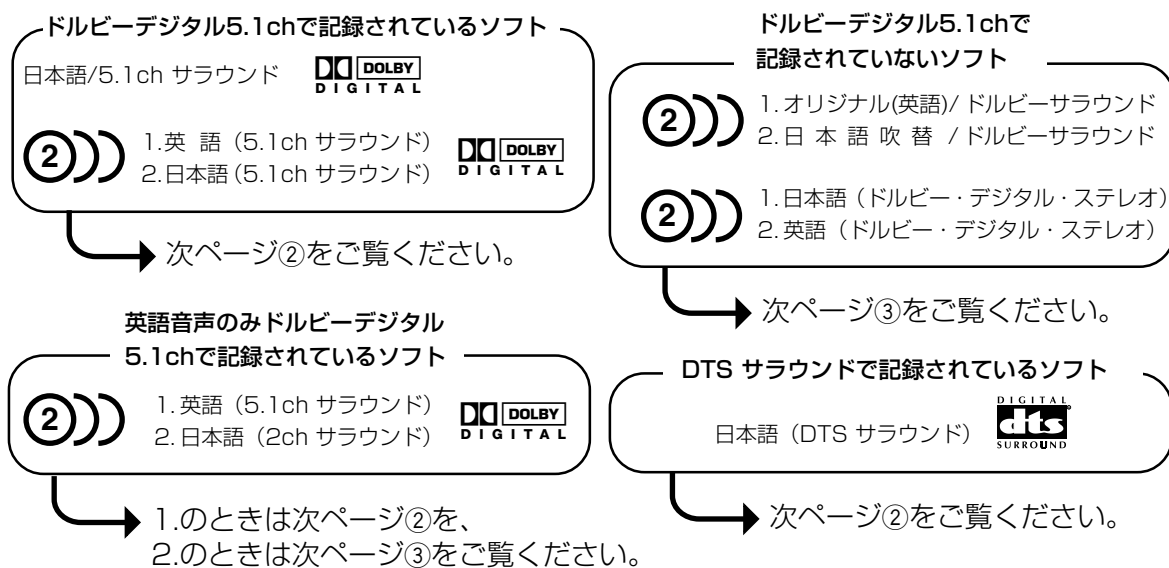 ドルビーデジタル5.1chで記録されているソフト
日本語/5.1ch サラウンド
DOLBY
DIGITAL
2
1.英 語（5.1ch サラウンド）
2.日本語（5.1ch サラウンド）
DOLBY
DIGITAL
次ページ②をご覧ください。
英語音声のみドルビーデジタル
5.1chで記録されているソフト
2
1.英語（5.1ch サラウンド）
2.日本語（2ch サラウンド）
DOLBY
DIGITAL
1.のときは次ページ②を、
2.のときは次ページ③をご覧ください。
ドルビーデジタル5.1chで
記録されていないソフト
2
1.オリジナル(英語)/ドルビーサラウンド
2.日 本 語 吹 替 /ドルビーサラウンド
2
1.日本語（ドルビー・デジタル・ステレオ）
2.英語（ドルビー・デジタル・ステレオ）
次ページ③をご覧ください。
DTS サラウンドで記録されているソフト
日本語（DTS サラウンド）
DIGITAL
dts
SURROUND
次ページ②をご覧ください。